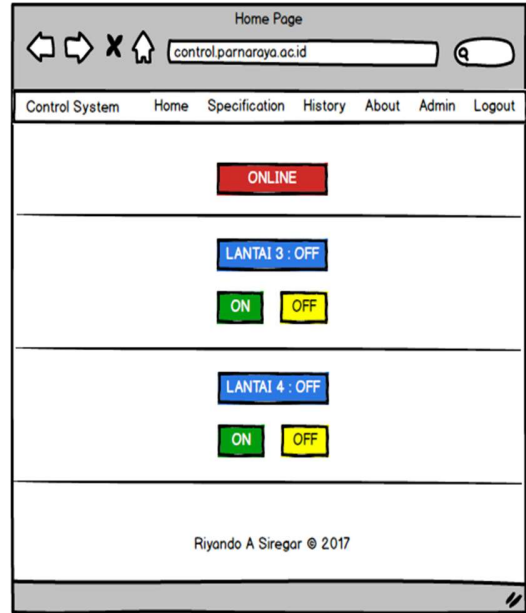 Home Page
control.parnaraya.ac.id
Control System Home Specification History About Admin Logout
ONLINE
LANTAI 3 : OFF
ON OFF
LANTAI 4 : OFF
ON OFF
Riyando A Siregar © 2017